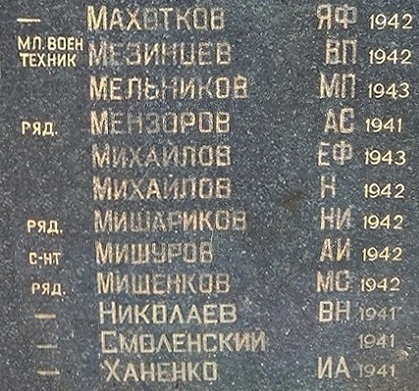 — МАХОТКОВ ЯФ 1942
МЛ. ВОЕН ТЕХНИК МЕЗИНЦЕВ ВП 1942
МЕЛЬНИКОВ МП 1943
РЯД. МЕНЗОРОВ АС 1941
МИХАЙЛОВ ЕФ 1943
МИХАЙЛОВ Н 1942
РЯД. МИШАРИКОВ НИ 1942
С-НТ МИШУРОВ АИ 1942
РЯД. МИШЕНКОВ МС 1942
— НИКОЛАЕВ ВН 1941
— СМОЛЕНСКИЙ 1941
— ХАНЕНКО ИА 1941